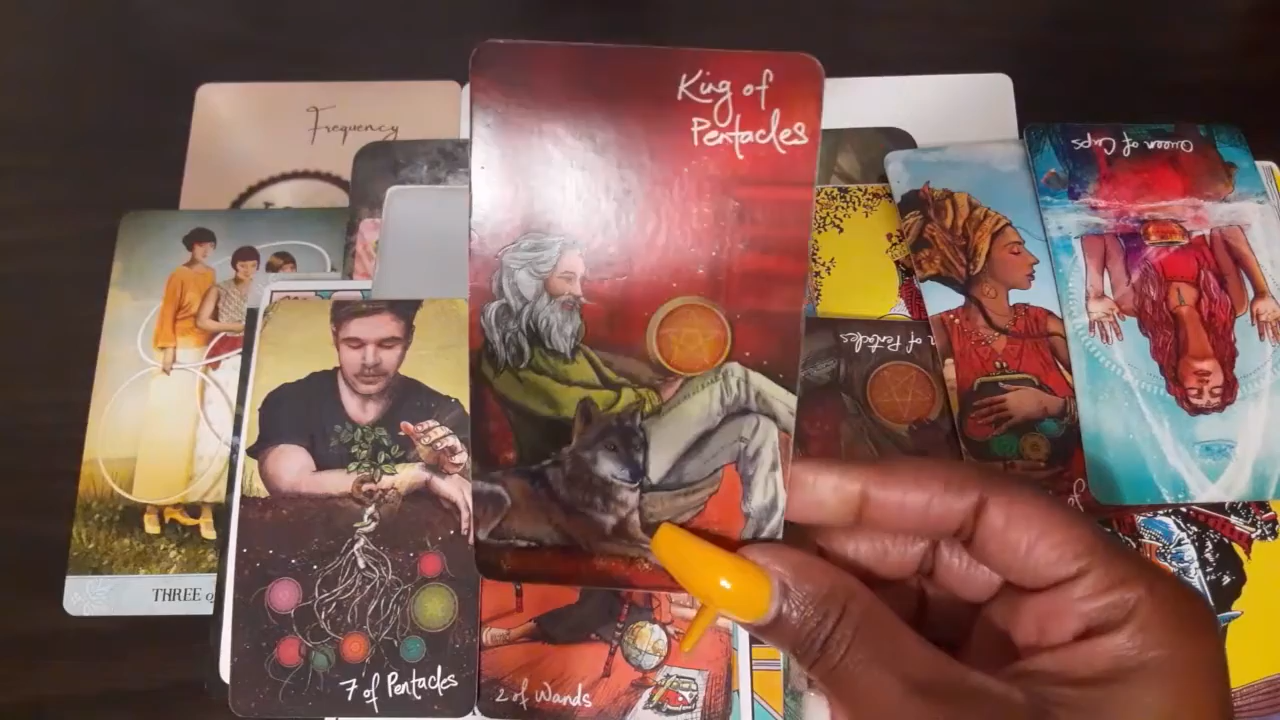 Frequency
King of
Pentacles
Queen of Cups
n of Pentacles
THREE
7 of Pentacles
2 of Wands